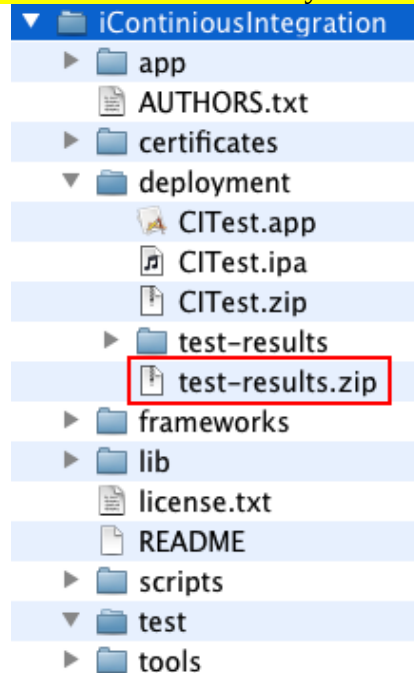 iContiniousIntegration
app
AUTHORS.txt
certificates
deployment
CITest.app
CITest.ipa
CITest.zip
test-results
test-results.zip
frameworks
lib
license.txt
README
scripts
test
tools